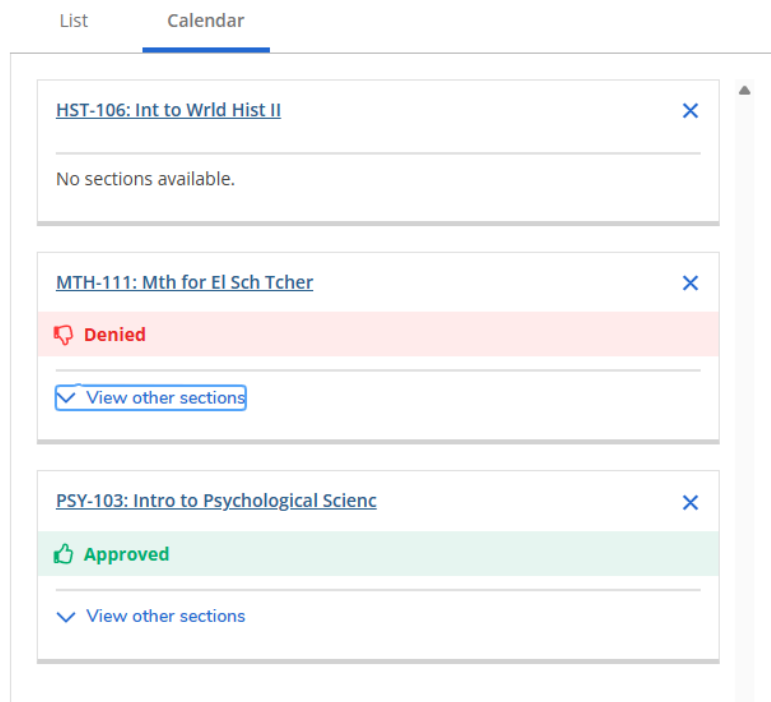 List Calendar
HST-106: Int to Wrld Hist II
No sections available.
MTH-111: Mth for El Sch Tcher
Denied
View other sections
PSY-103: Intro to Psychological Scienc
Approved
View other sections